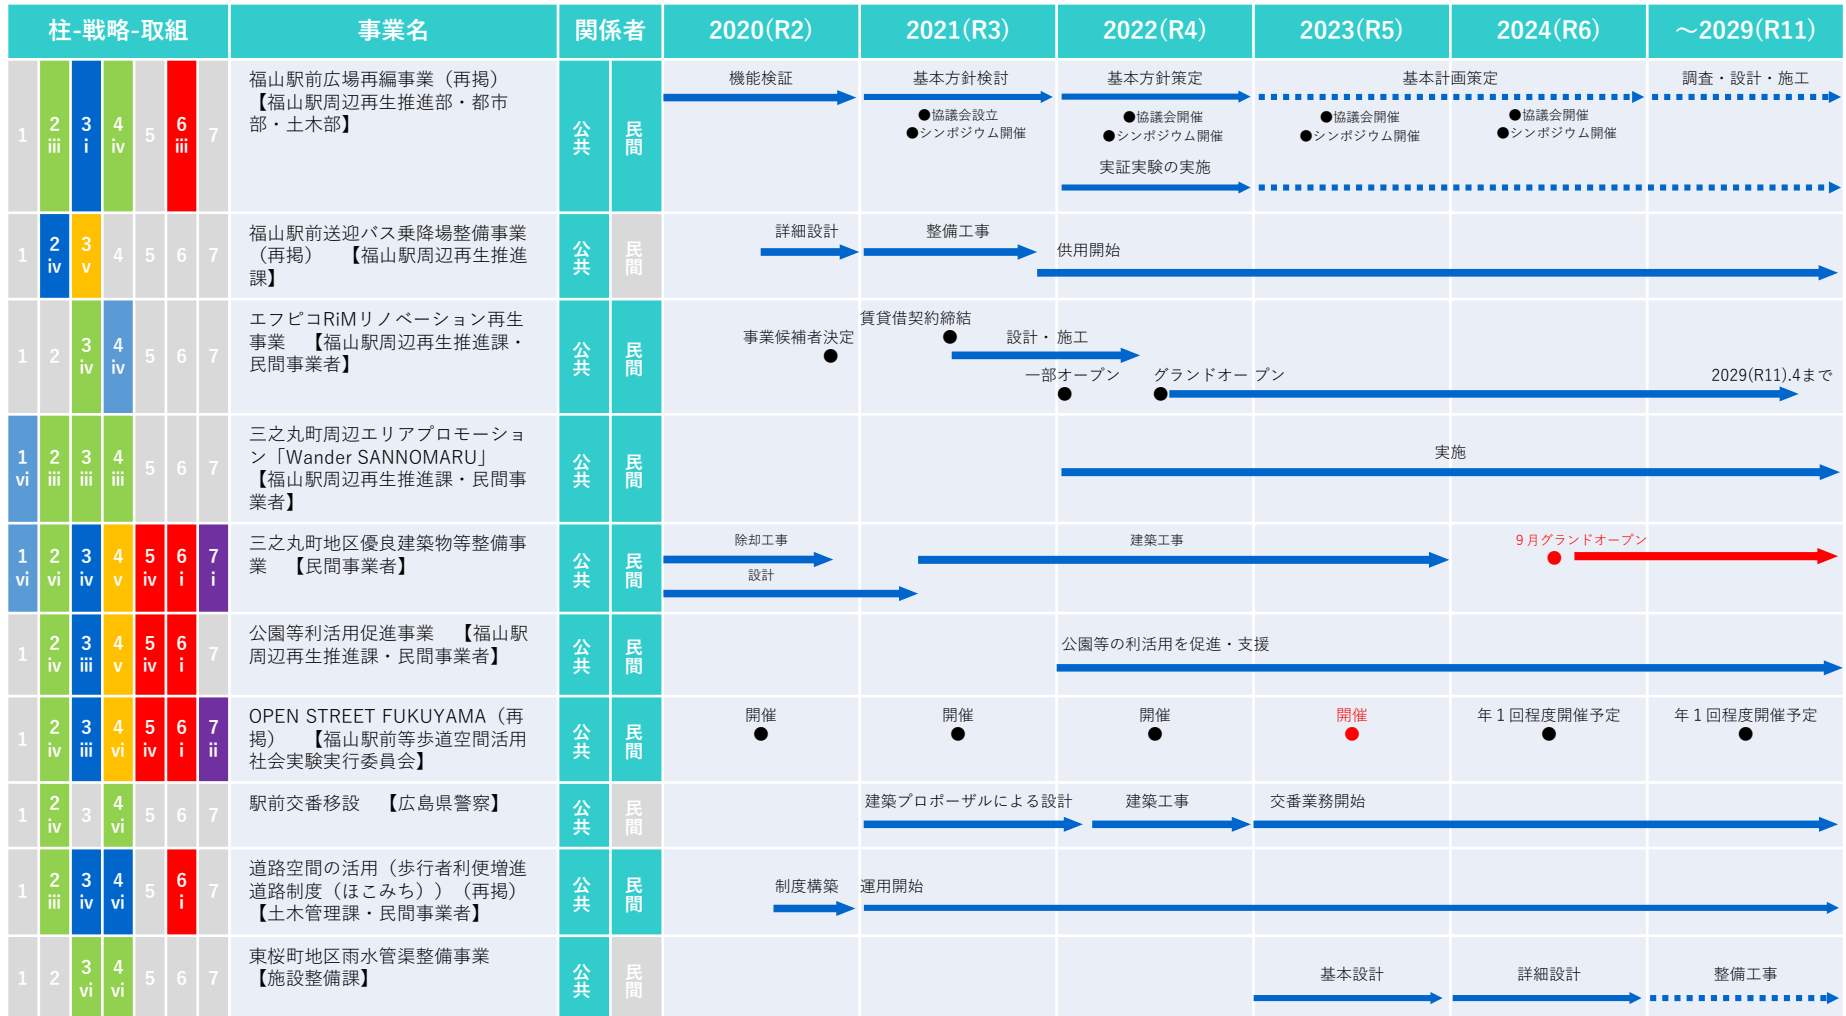 柱-戦略-取組 事業名 関係者 2020(R2) 2021(R3) 2022(R4) 2023(R5) 2024(R6) ～2029(R11)
1 2 iii 3 i 4 iv 5 6 iii 7
福山駅前広場再編事業（再掲）
【福山駅周辺再生推進部・都市
部・土木部】
公共 民間
機能検証 基本方針検討 基本方針策定 基本計画策定 調査・設計・施工
●協議会設立 ●協議会開催 ●協議会開催 ●協議会開催
●シンポジウム開催 ●シンポジウム開催 ●シンポジウム開催 ●シンポジウム開催
実証実験の実施
1 2 iv 3 v 4 5 6 7
福山駅前送迎バス乗降場整備事業
（再掲） 【福山駅周辺再生推進
課】
公共 民間
詳細設計 整備工事 供用開始
1 2 3 iv 4 iv 5 6 7
エフピコRiMリノベーション再生
事業 【福山駅周辺再生推進課・
民間事業者】
公共 民間
賃貸借契約締結
事業候補者決定 設計・施工
一部オープン グランドオープン 2029(R11).4まで
1 vi 2 iii 3 iii 4 iii 5 6 7
三之丸町周辺エリアプロモーショ
ン「Wander SANNOMARU」
【福山駅周辺再生推進課・民間事
業者】
公共 民間
実施
1 vi 2 vi 3 iv 4 v 5 iv 6 i 7 i
三之丸町地区優良建築物等整備事
業 【民間事業者】
公共 民間
除却工事 建築工事 9月グランドオープン
設計
1 2 iv 3 iii 4 v 5 iv 6 i 7
公園等利活用促進事業 【福山駅
周辺再生推進課・民間事業者】
公共 民間
公園等の利活用を促進・支援
1 2 iv 3 iii 4 vi 5 iv 6 i 7 ii
OPEN STREET FUKUYAMA（再
掲） 【福山駅前等歩道空間活用
社会実験実行委員会】
公共 民間
開催 開催 開催 開催 年１回程度開催予定 年１回程度開催予定
1 2 iv 3 4 vi 5 6 7
駅前交番移設 【広島県警察】
公共 民間
建築プロポーザルによる設計 建築工事 交番業務開始
1 2 iii 3 iv 4 vi 5 6 i 7
道路空間の活用（歩行者利便増進
道路制度（ほこみち））（再掲）
【土木管理課・民間事業者】
公共 民間
制度構築 運用開始
1 2 3 vi 4 vi 5 6 7
東桜町地区雨水管渠整備事業
【施設整備課】
公共 民間
基本設計 詳細設計 整備工事